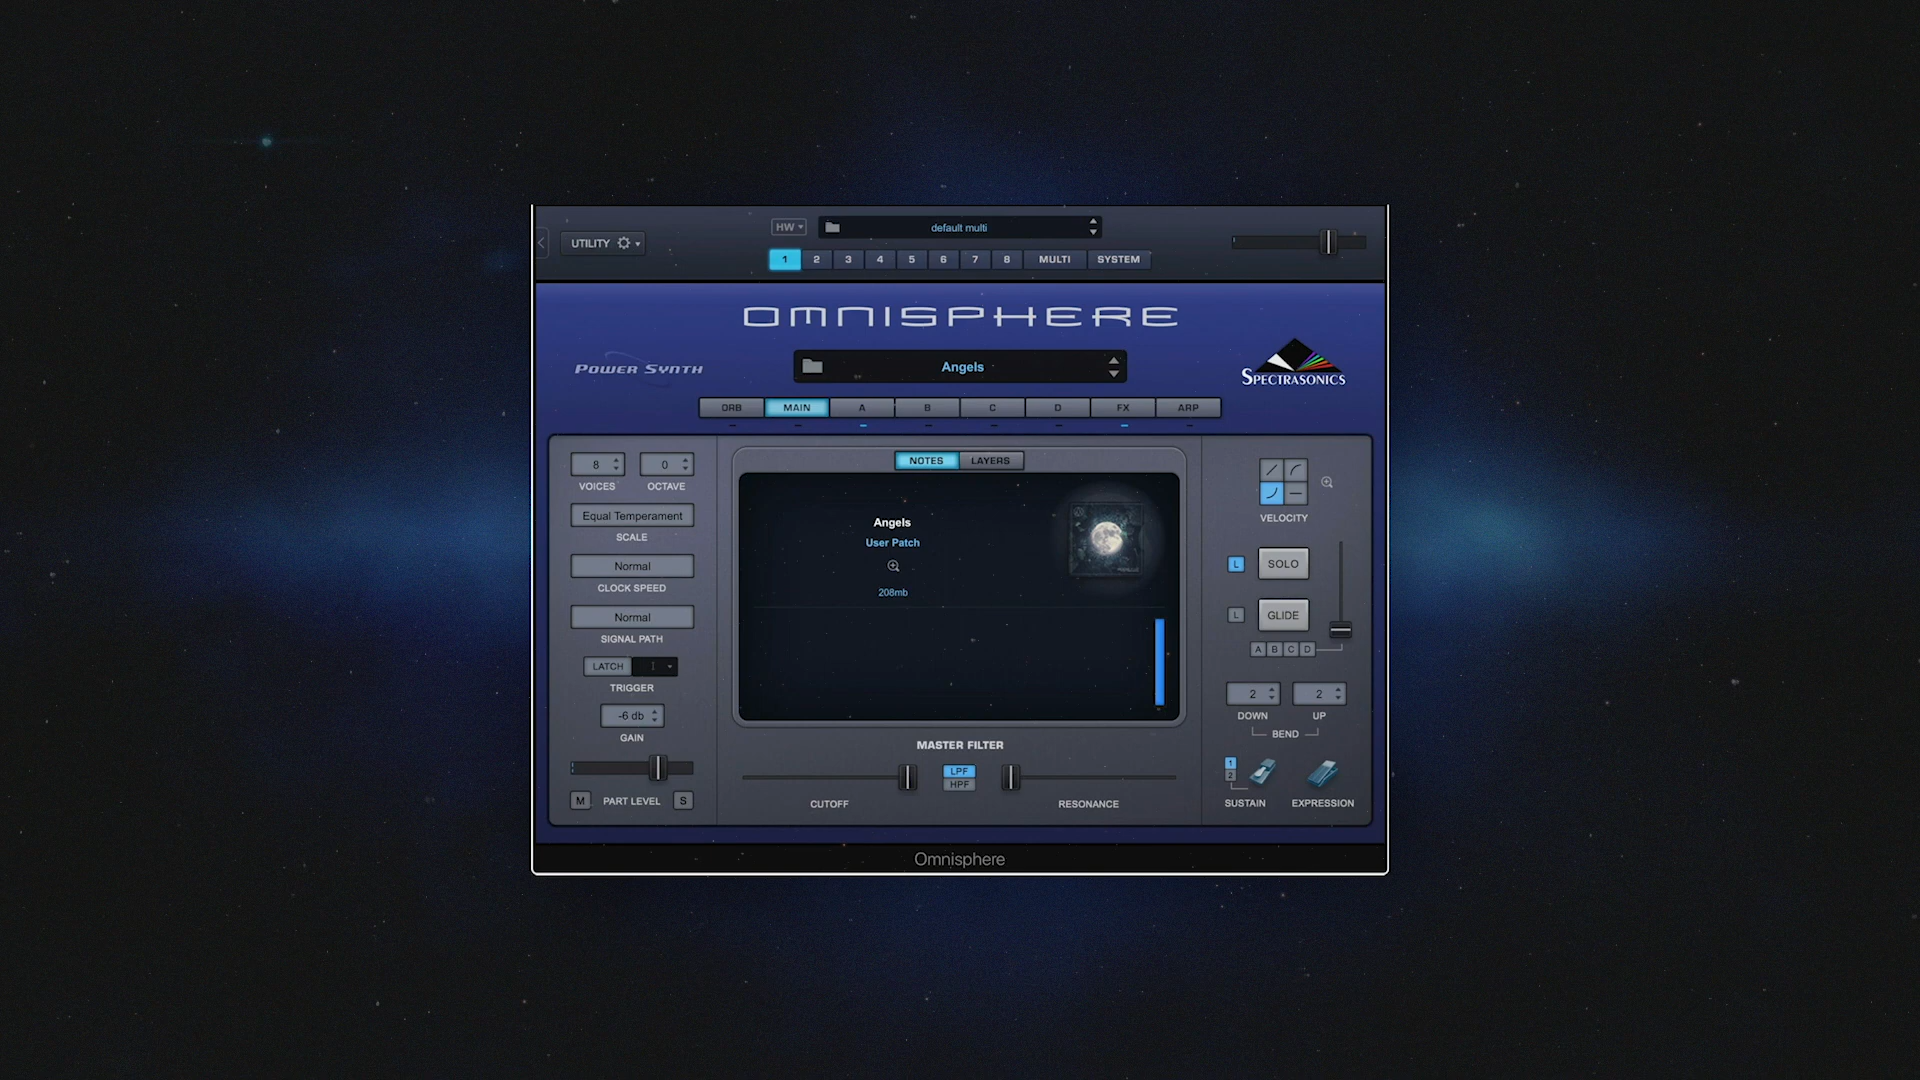 UTILITY
HW
default multi
1 2 3 4 5 6 7 8 MULTI SYSTEM
OMNISPHERE
POWER SYNTH
Angels
SPECTRASONICS
ORB MAIN A B C D FX ARP
NOTES LAYERS
8 0
VOICES OCTAVE
Equal Temperament
SCALE
Normal
CLOCK SPEED
Normal
SIGNAL PATH
LATCH
TRIGGER
-6 db
GAIN
M PART LEVEL S
Angels
User Patch
208mb
MASTER FILTER
LPF
HPF
CUTOFF RESONANCE
VELOCITY
L SOLO
L GLIDE
A B C D
2 2
DOWN UP
BEND
1
2
SUSTAIN EXPRESSION
Omnisphere